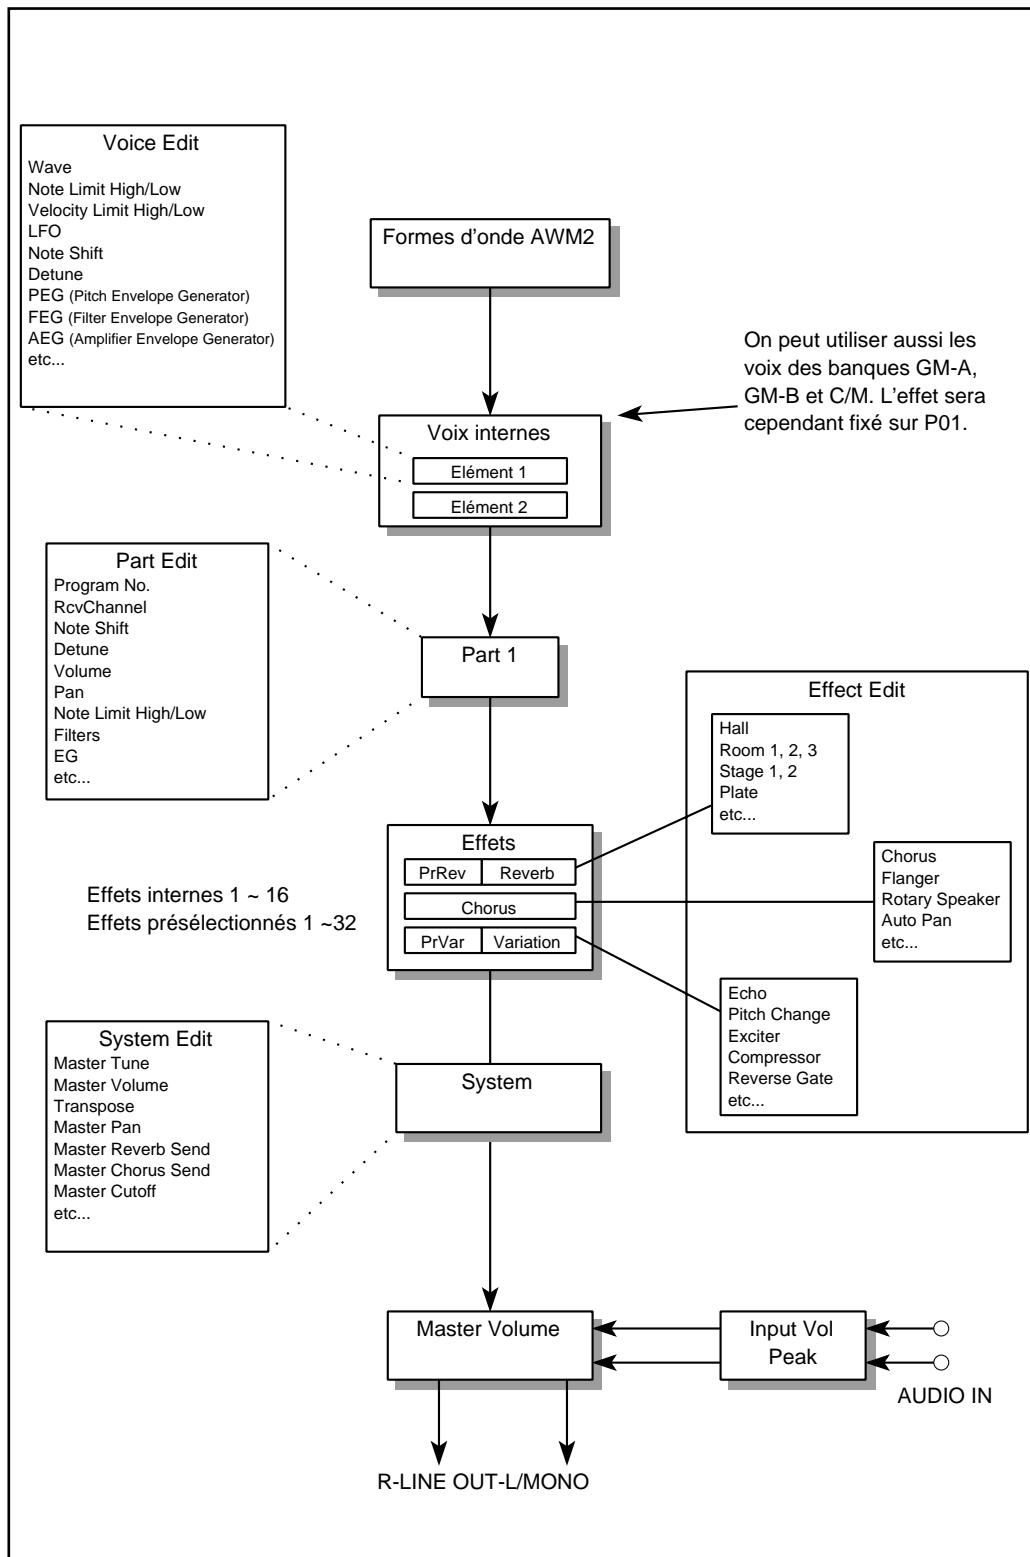 Voice Edit
Wave
Note Limit High/Low
Velocity Limit High/Low
LFO
Note Shift
Detune
PEG (Pitch Envelope Generator)
FEG (Filter Envelope Generator)
AEG (Amplifier Envelope Generator)
etc...
Formes d'onde AWM2
On peut utiliser aussi les
voix des banques GM-A,
GM-B et C/M. L'effet sera
cependant fixé sur P01.
Voix internes
Elément 1
Elément 2
Part Edit
Program No.
RcvChannel
Note Shift
Detune
Volume
Pan
Note Limit High/Low
Filters
EG
etc...
Part 1
Effect Edit
Hall
Room 1, 2, 3
Stage 1, 2
Plate
etc...
Effets
PrRev Reverb
Chorus
PrVar Variation
Effets internes 1 ~ 16
Effets présélectionnés 1 ~32
Chorus
Flanger
Rotary Speaker
Auto Pan
etc...
Echo
Pitch Change
Exciter
Compressor
Reverse Gate
etc...
System Edit
Master Tune
Master Volume
Transpose
Master Pan
Master Reverb Send
Master Chorus Send
Master Cutoff
etc...
System
Master Volume
Input Vol
Peak
AUDIO IN
R-LINE OUT-L/MONO